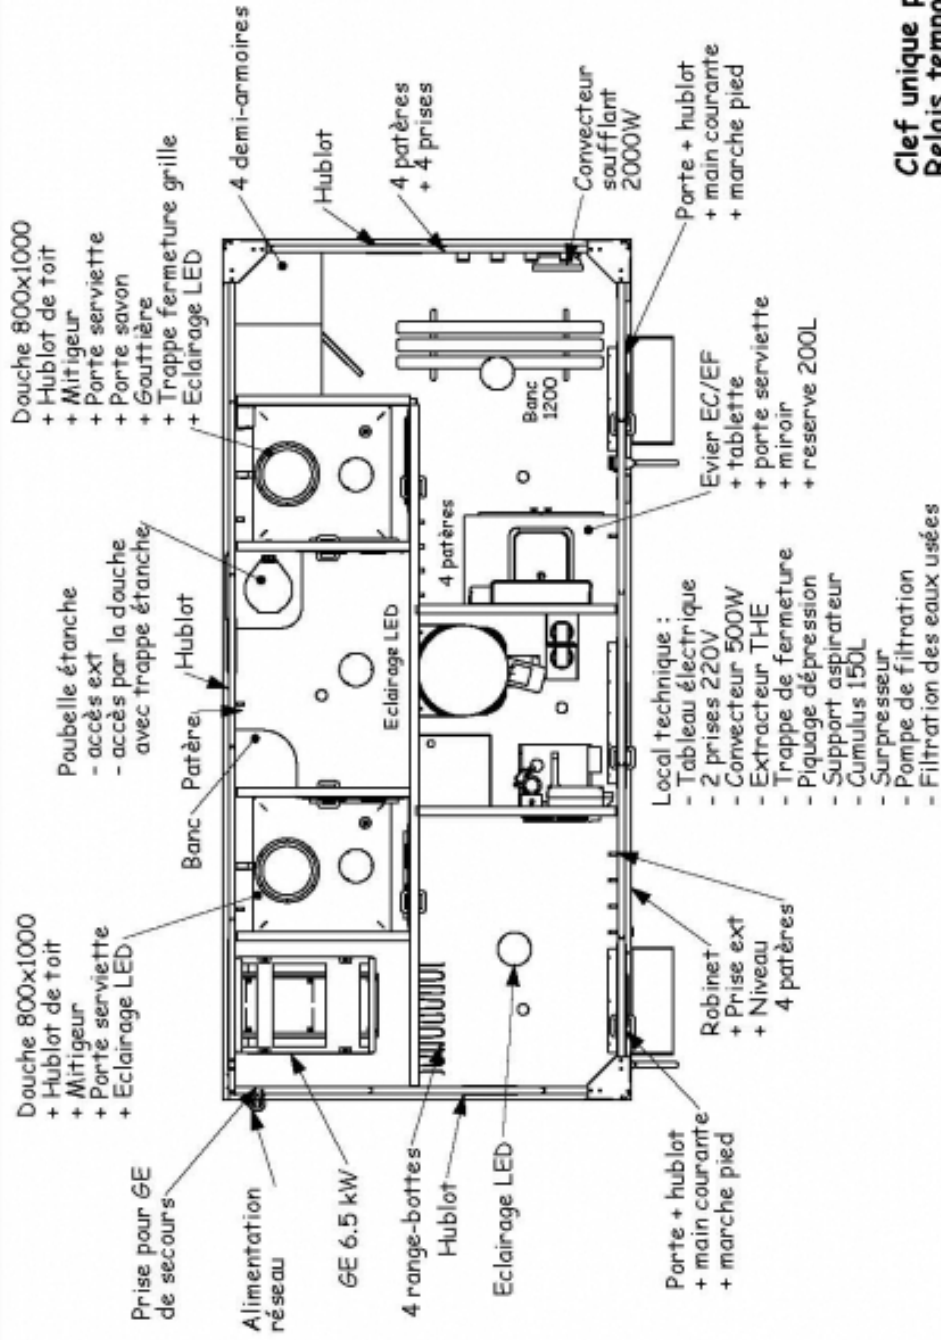 Douche 800x1000
+ Hublot de toit
+ Mitigeur
+ Porte serviette
+ Eclairage LED
Poubelle étanche
- accès ext
- accès par la douche
avec trappe étanche
Douche 800x1000
+ Hublot de toit
+ Mitigeur
+ Porte serviette
+ Porte savon
+ Gouttière
+ Trappe fermeture grille
+ Eclairage LED
4 demi-armoires
Prise pour GE
de secours
Banc
Patère
Hublot
Hublot
Alimentation
réseau
GE 6.5 kW
4 patères
+ 4 prises
4 range-bottes
Eclairage LED
4 patères
Banc
1200
Hublot
Convecteur
soufflant
2000W
Eclairage LED
Porte + hublot
+ main courante
+ marche pied
Robinet
+ Prise ext
+ Niveau
4 patères
Local technique :
- Tableau électrique
- 2 prises 220V
- Convecteur 500W
- Extracteur THE
- Trappe de fermeture
- Piquage dépression
- Support aspirateur
- Cumulus 150L
- Surpresseur
- Pompe de filtration
- Filtration des eaux usées
Evier EC/EF
+ tablette
+ porte serviette
+ miroir
+ reserve 200L
Porte + hublot
+ main courante
+ marche pied
Clef unique
Relais